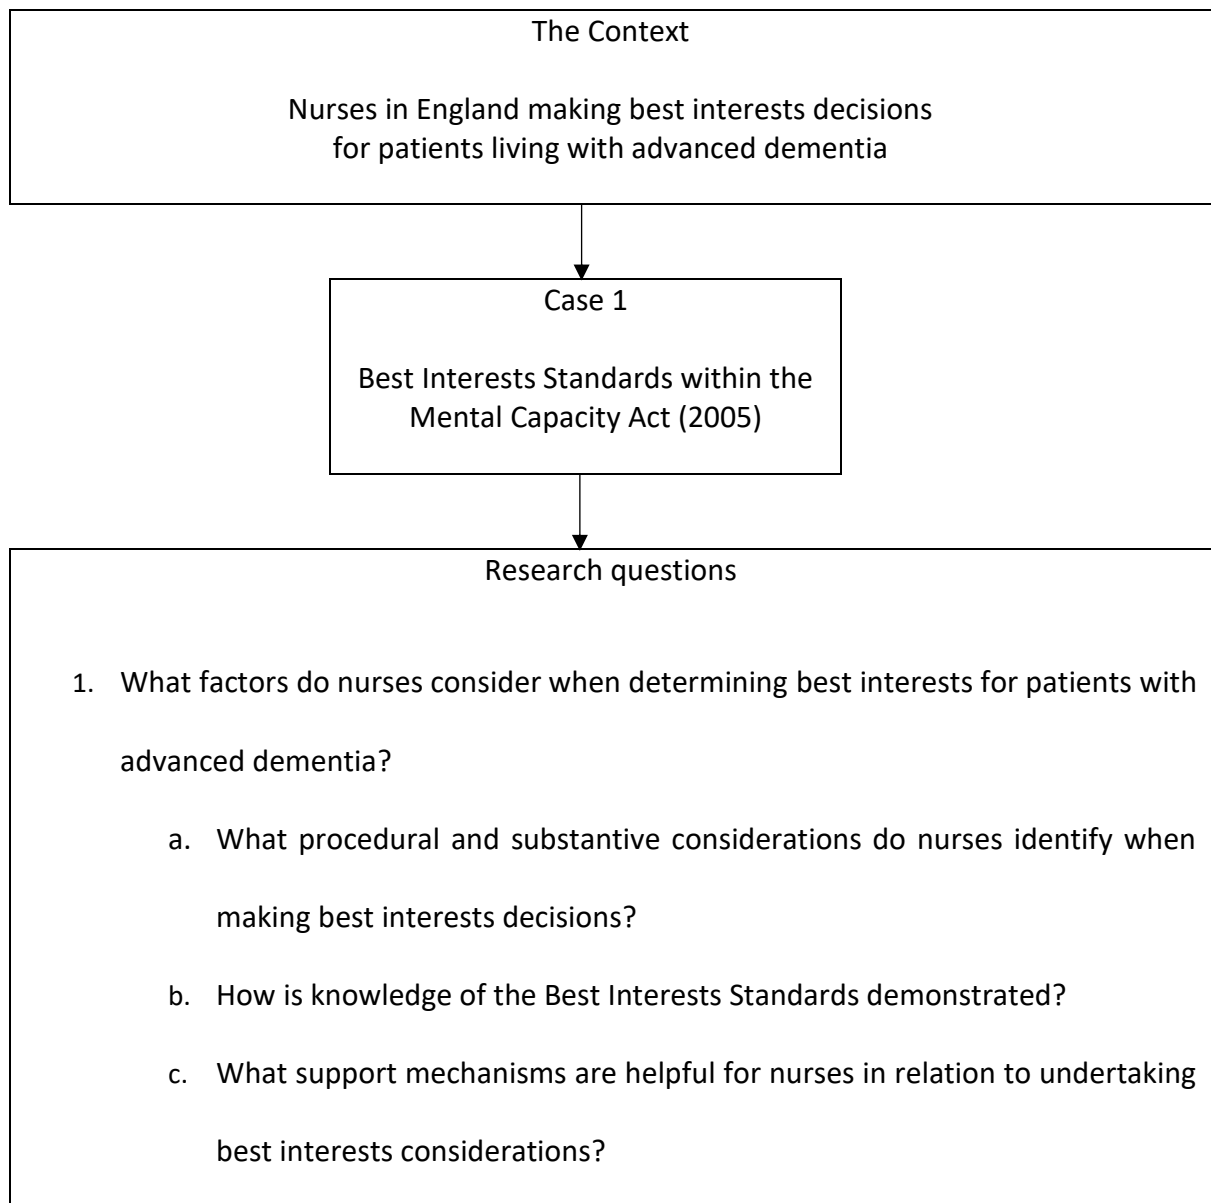 The Context
Nurses in England making best interests decisions
for patients living with advanced dementia
Case 1
Best Interests Standards within the
Mental Capacity Act (2005)
Research questions
1. What factors do nurses consider when determining best interests for patients with
advanced dementia?
a. What procedural and substantive considerations do nurses identify when
making best interests decisions?
b. How is knowledge of the Best Interests Standards demonstrated?
c. What support mechanisms are helpful for nurses in relation to undertaking
best interests considerations?